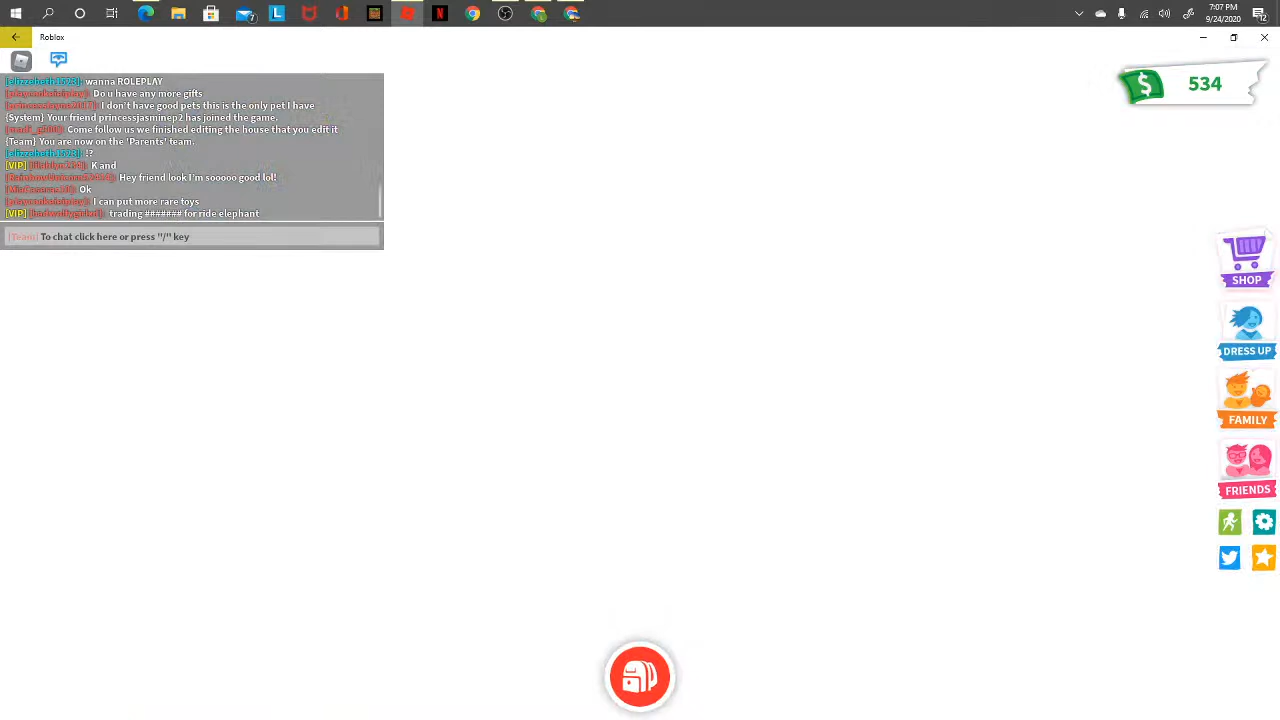 7:07 PM
9/24/2020
Roblox
534
wanna ROLEPLAY
Do u have any more gifts
I don't have good pets this is the only pet I have
{System} Your friend princessjasminep2 has joined the game.
Come follow us we finished editing the house that you edit it
{Team} You are now on the 'Parents' team.
!?
[VIP] K and
Hey friend look I'm sooooo good lol!
Ok
I can put more rare toys
[VIP] trading ####### for ride elephant
[Team] To chat click here or press "/" key
SHOP
DRESS UP
FAMILY
FRIENDS